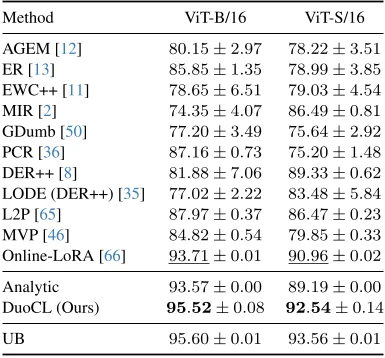 Method ViT-B/16 ViT-S/16
AGEM [12] 80.15 ± 2.97 78.22 ± 3.51
ER [13] 85.85 ± 1.35 78.99 ± 3.85
EWC++ [11] 78.65 ± 6.51 79.03 ± 4.54
MIR [2] 74.35 ± 4.07 86.49 ± 0.81
GDumb [50] 77.20 ± 3.49 75.64 ± 2.92
PCR [36] 87.16 ± 0.73 75.20 ± 1.48
DER++ [8] 81.88 ± 7.06 89.33 ± 0.62
LODE (DER++) [35] 77.02 ± 2.22 83.48 ± 5.84
L2P [65] 87.97 ± 0.37 86.47 ± 0.23
MVP [46] 84.82 ± 0.54 79.85 ± 0.33
Online-LoRA [66] 93.71 ± 0.01 90.96 ± 0.02
Analytic 93.57 ± 0.00 89.19 ± 0.00
DuoCL (Ours) 95.52 ± 0.08 92.54 ± 0.14
UB 95.60 ± 0.01 93.56 ± 0.01